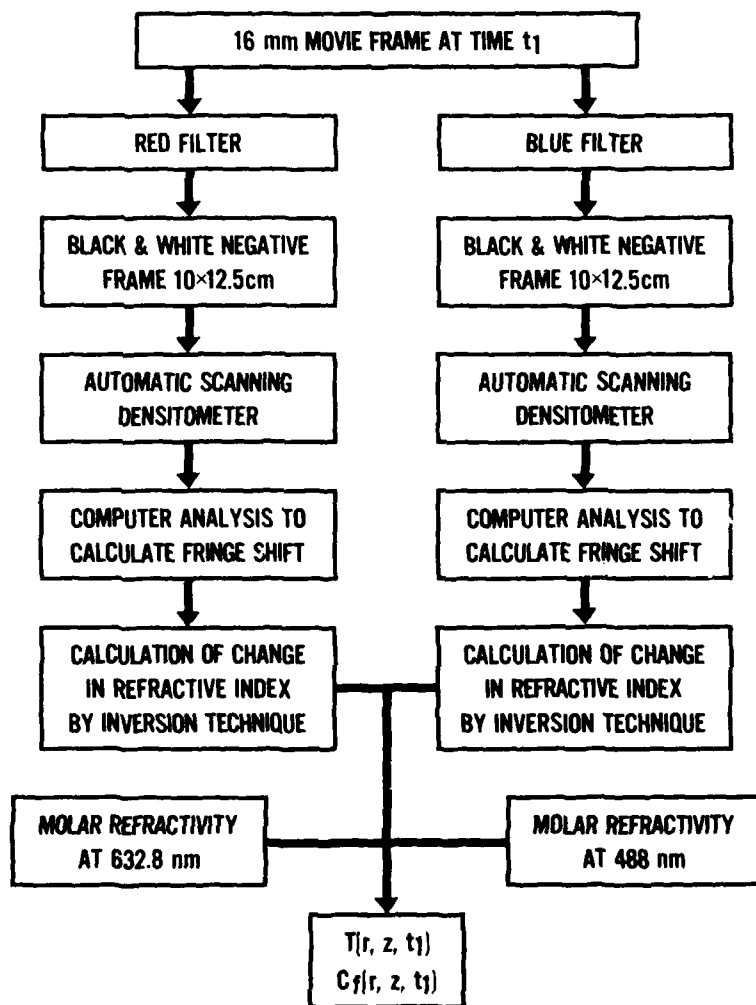 16 mm MOVIE FRAME AT TIME t1
RED FILTER
BLUE FILTER
BLACK & WHITE NEGATIVE
FRAME 10×12.5cm
BLACK & WHITE NEGATIVE
FRAME 10×12.5cm
AUTOMATIC SCANNING
DENSITOMETER
AUTOMATIC SCANNING
DENSITOMETER
COMPUTER ANALYSIS TO
CALCULATE FRINGE SHIFT
COMPUTER ANALYSIS TO
CALCULATE FRINGE SHIFT
CALCULATION OF CHANGE
IN REFRACTIVE INDEX
BY INVERSION TECHNIQUE
CALCULATION OF CHANGE
IN REFRACTIVE INDEX
BY INVERSION TECHNIQUE
MOLAR REFRACTIVITY
AT 632.8 nm
MOLAR REFRACTIVITY
AT 488 nm
T(r, z, t1)
Cf(r, z, t1)